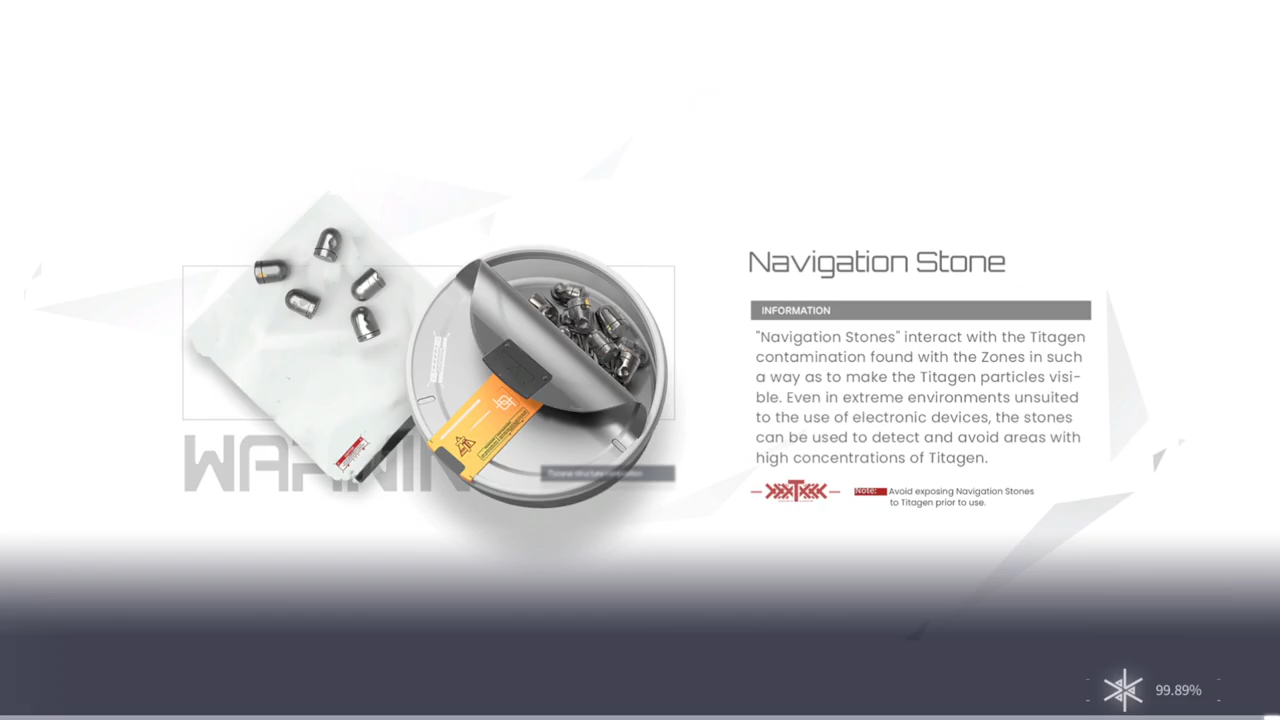 Navigation Stone
INFORMATION
"Navigation Stones" interact with the Titagen
contamination found with the Zones in such
a way as to make the Titagen particles visi-
ble. Even in extreme environments unsuited
to the use of electronic devices, the stones
can be used to detect and avoid areas with
high concentrations of Titagen.
Note: Avoid exposing Navigation Stones
to Titagen prior to use.
WARNIN
99.89%